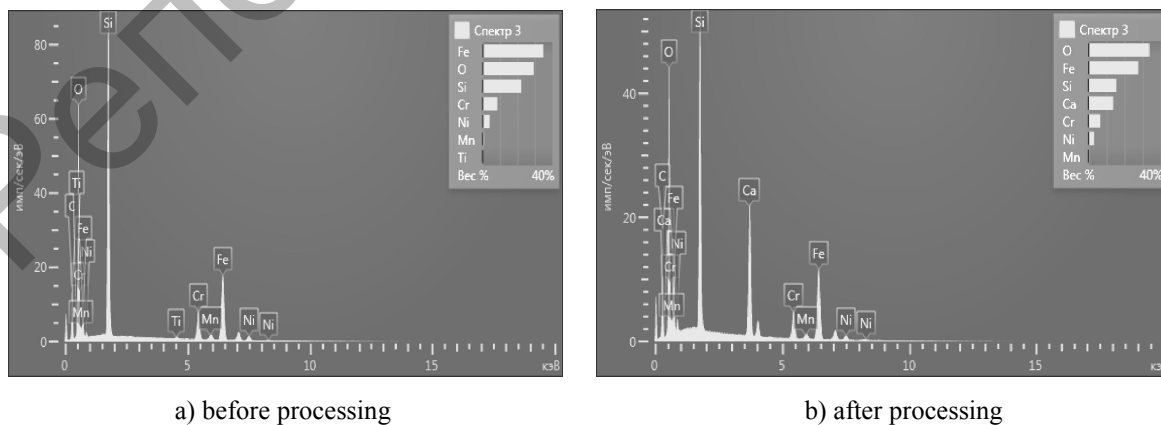 Репо
Si
80
O
60
имп/сек/эВ
Ti
40
C
Fe
Ni
20
Cr
Mn
Fe
Cr
Ti
Mn
Ni
Ni
0
0
5
10
15
кэВ
Спектр 3
Fe
O
Si
Cr
Ni
Mn
Ti
Вес %
40%
a) before processing
Si
O
40
имп/сек/эВ
C
Fe
Ca
Ca
Ni
20
Cr
Mn
Fe
Cr
Mn
Ni
Ni
0
0
5
10
15
кэ
Спектр 3
O
Fe
Si
Ca
Cr
Ni
Mn
Вес %
40%
b) after processing